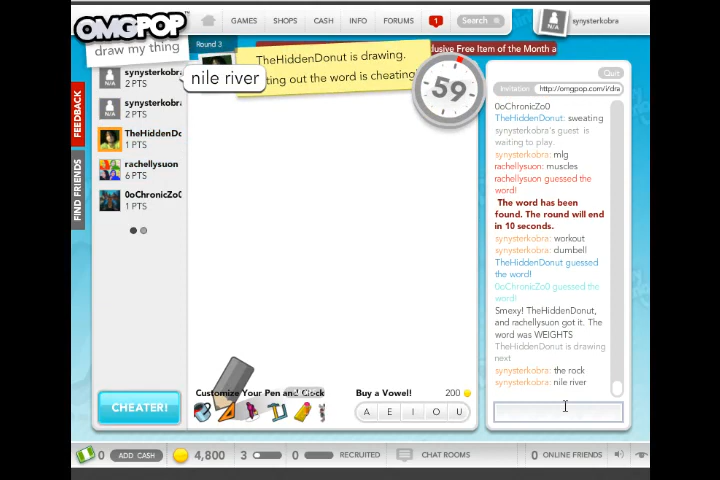 OMGPOP
GAMES SHOPS CASH INFO FORUMS 1 Search N/A synysterkobra
draw my thing
Round 3
clusive Free Item of the Month a
TheHiddenDonut is drawing.
ting out the word is cheating
59
nile river
N/A synysterkobra
2 PTS
N/A synysterkobra
2 PTS
TheHiddenDo
1 PTS
rachellysuon
6 PTS
0oChronicZo0
1 PTS
FEEDBACK
FIND FRIENDS
CHEATER!
Customize Your Pen and Clock
Buy a Vowel! 200
A E I O U
Quit
Invitation http://omgpop.com/i/dra
0oChronicZo0
TheHiddenDonut: sweating
synysterkobra's guest is
waiting to play.
synysterkobra: mlg
rachellysuon: muscles
rachellysuon guessed the
word!
The word has been
found. The round will end
in 10 seconds.
synysterkobra: workout
synysterkobra: dumbell
TheHiddenDonut guessed
the word!
0oChronicZo0 guessed the
word!
Smexy! TheHiddenDonut,
and rachellysuon got it. The
word was WEIGHTS
TheHiddenDonut is drawing
next
synysterkobra: the rock
synysterkobra: nile river
0 ADD CASH 4,800 3 0 RECRUITED CHAT ROOMS 0 ONLINE FRIENDS